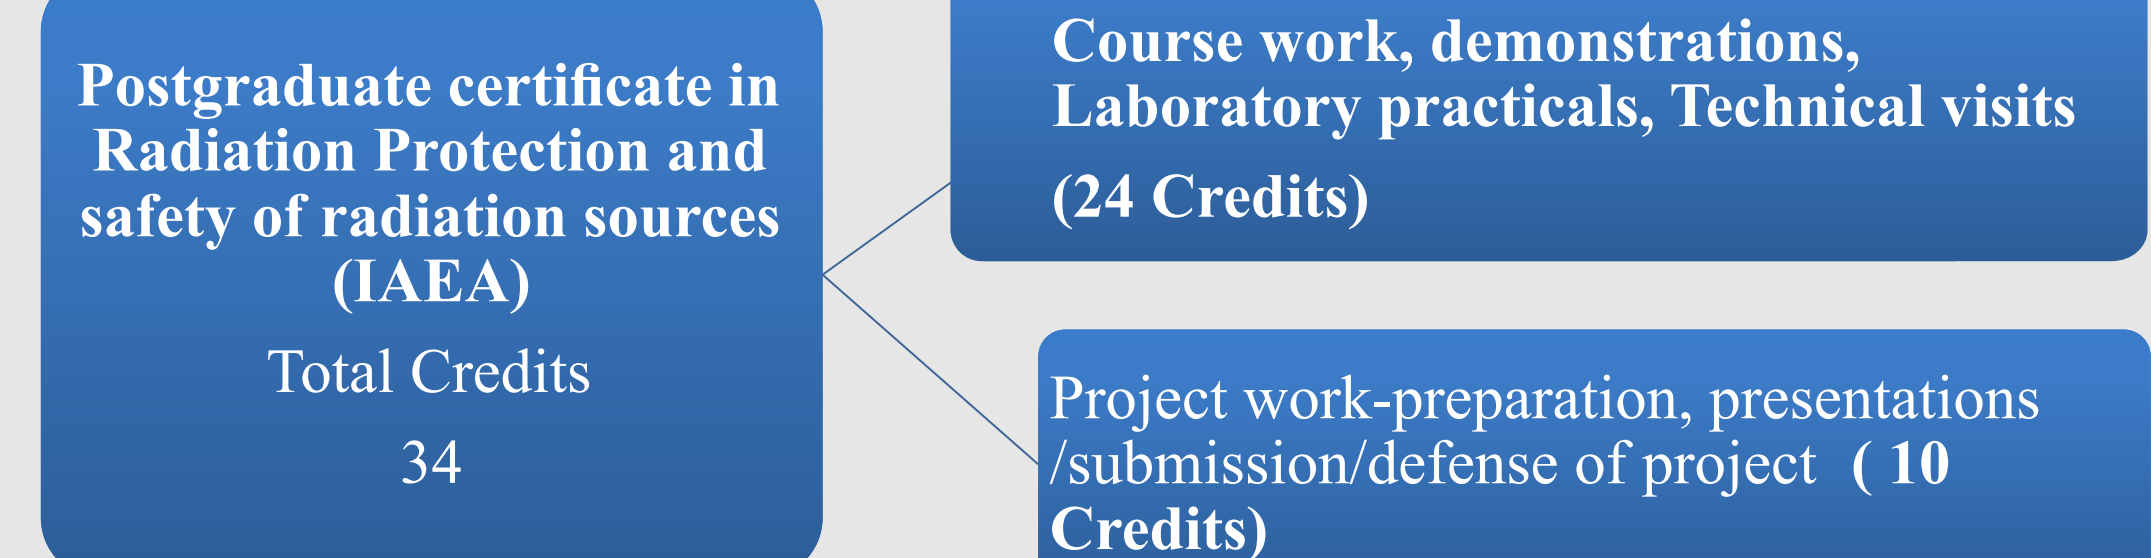 Postgraduate certificate in
Radiation Protection and
safety of radiation sources
(IAEA)
Total Credits
34
Course work, demonstrations,
Laboratory practicals, Technical visits
(24 Credits)
Project work-preparation, presentations
/submission/defense of project  ( 10
Credits)